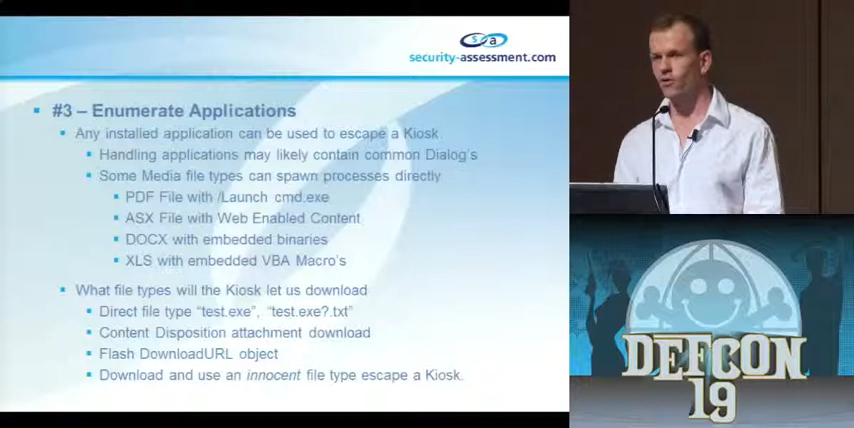 s a
security-assessment.com
#3 – Enumerate Applications
Any installed application can be used to escape a Kiosk
Handling applications may likely contain common Dialog's
Some Media file types can spawn processes directly
PDF File with /Launch cmd.exe
ASX File with Web Enabled Content
DOCX with embedded binaries
XLS with embedded VBA Macro's
What file types will the Kiosk let us download
Direct file type "test.exe", "test.exe?.txt"
Content Disposition attachment download
Flash DownloadURL object
Download and use an innocent file type escape a Kiosk.
DEFCON
19